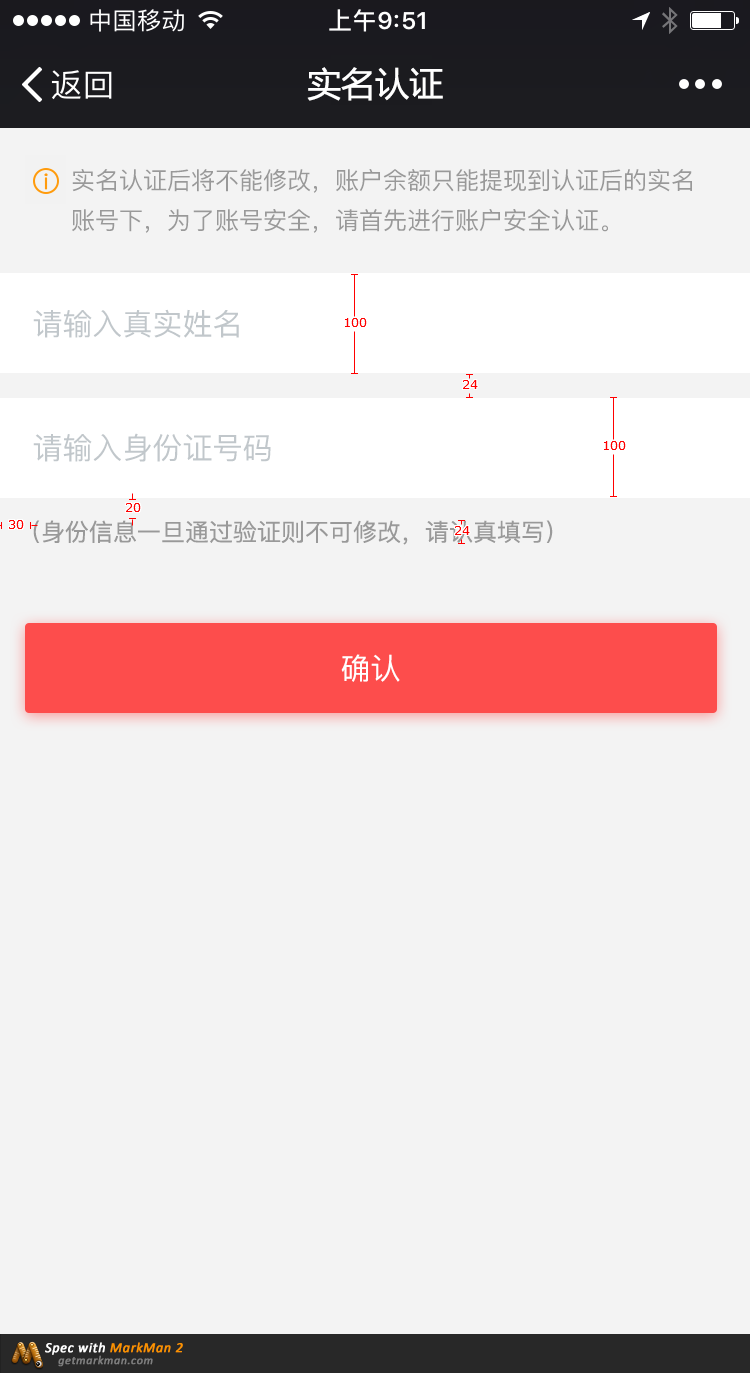 中国移动 上午9:51
返回 实名认证
实名认证后将不能修改，账户余额只能提现到认证后的实名
账号下，为了账号安全，请首先进行账户安全认证。
请输入真实姓名
100
24
请输入身份证号码
100
20
30
（身份信息一旦通过验证则不可修改，请认真填写）
24
确认
Spec with MarkMan 2
getmarkman.com